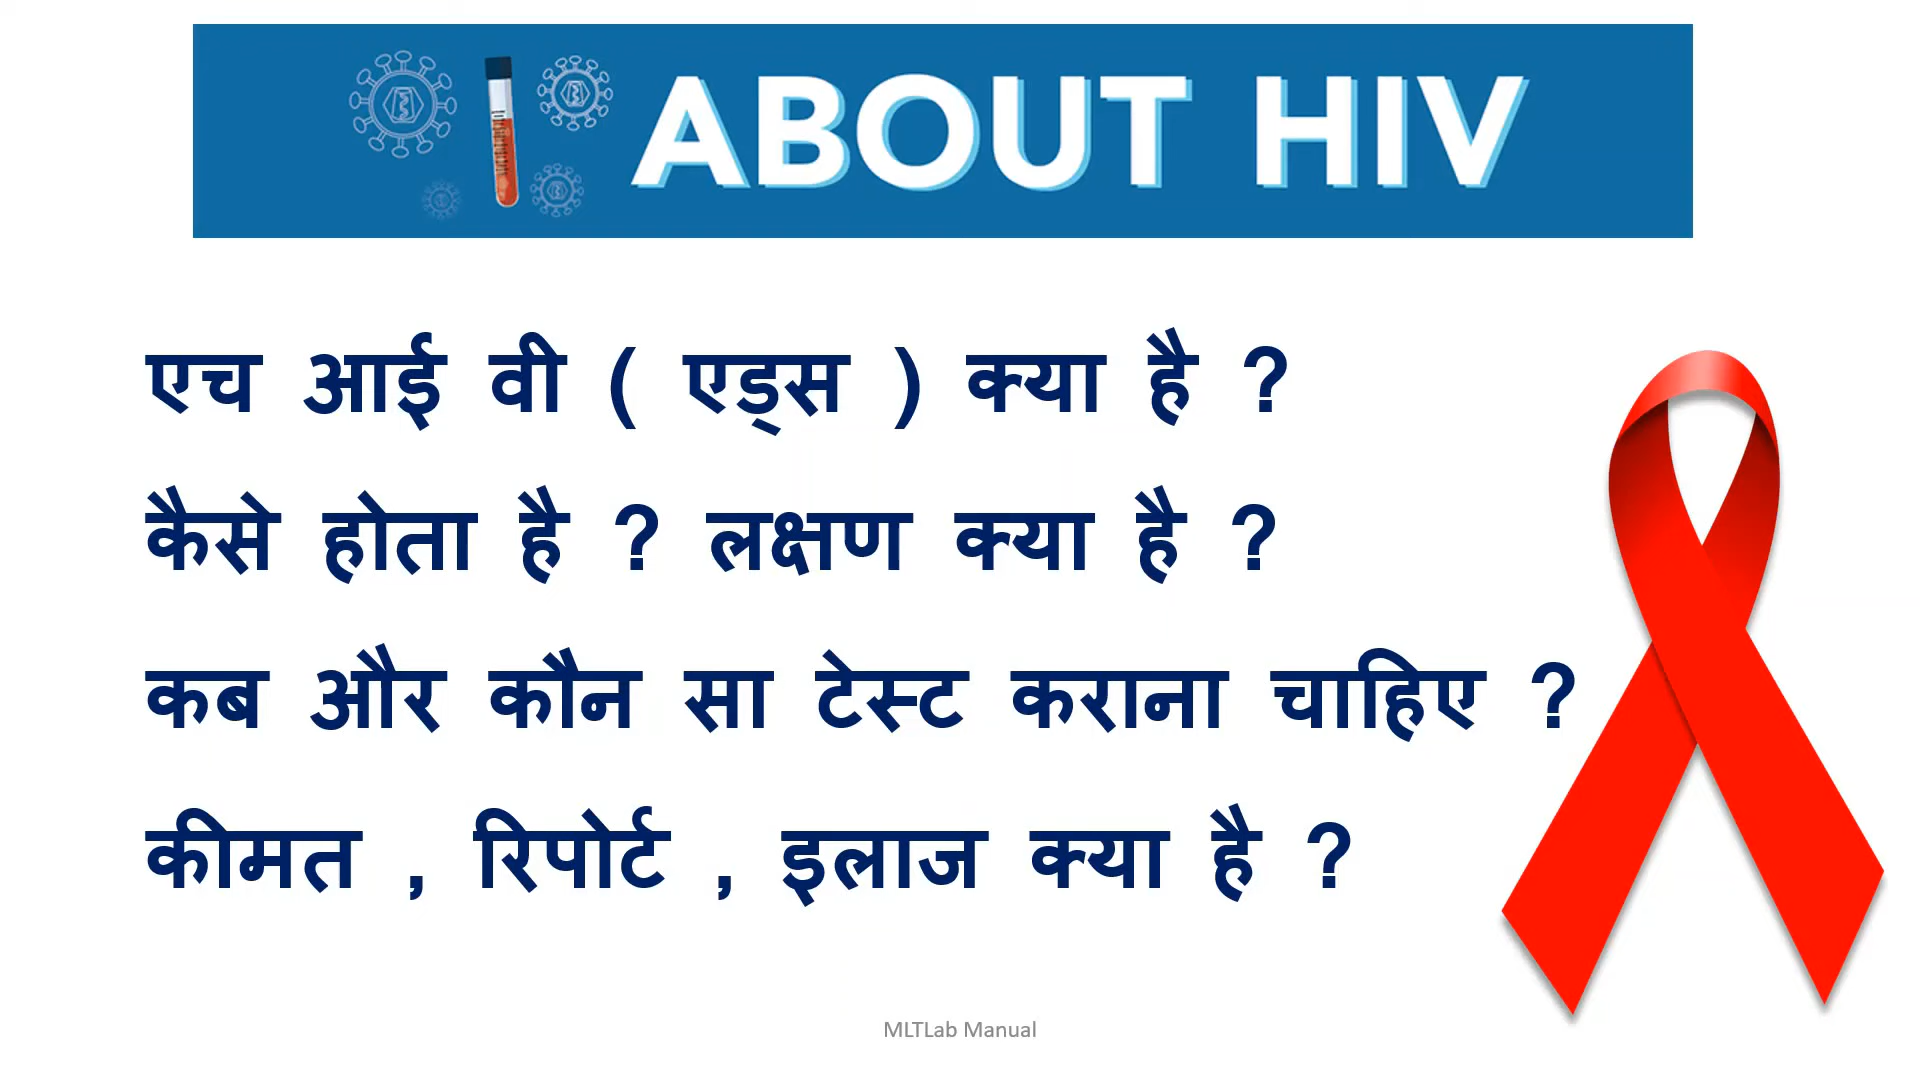 ABOUT HIV
एच आई वी ( एड्स ) क्या है ?
कैसे होता है ? लक्षण क्या है ?
कब और कौन सा टेस्ट कराना चाहिए ?
कीमत , रिपोर्ट , इलाज क्या है ?
MLTLab Manual